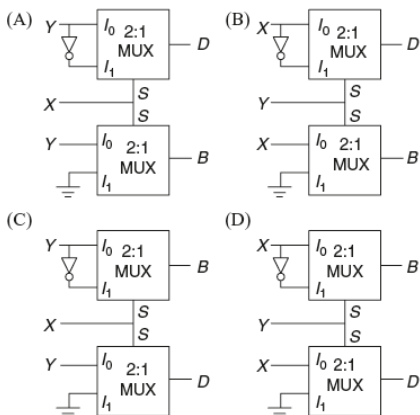 (A) Y I0 2:1 MUX D
I1
X S
S
Y I0 2:1 MUX B
I1
(B) X I0 2:1 MUX D
I1
Y S
S
X I0 2:1 MUX B
I1
(C) Y I0 2:1 MUX B
I1
X S
S
Y I0 2:1 MUX D
I1
(D) X I0 2:1 MUX B
I1
Y S
S
X I0 2:1 MUX D
I1